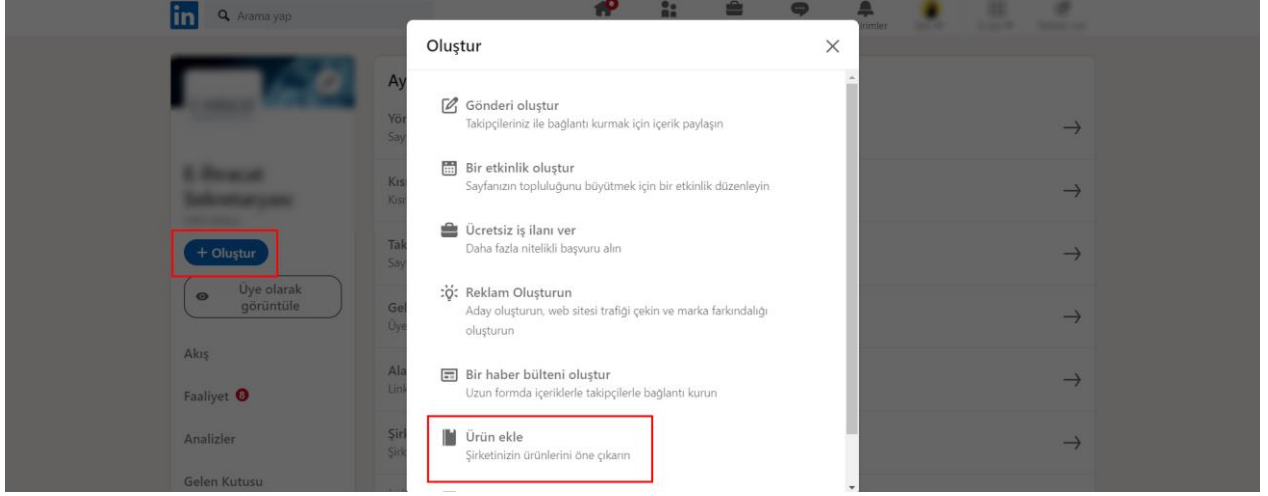 in
Arama yap
Oluştur
Gönderi oluştur
Takipçileriniz ile bağlantı kurmak için içerik paylaşın
Bir etkinlik oluştur
Sayfanızın topluluğunu büyütmek için bir etkinlik düzenleyin
Ücretsiz iş ilanı ver
Daha fazla nitelikli başvuru alın
Reklam Oluşturun
Aday oluşturun, web sitesi trafiği çekin ve marka farkındalığı
oluşturun
Bir haber bülteni oluştur
Uzun formda içeriklerle takipçilerle bağlantı kurun
Ürün ekle
Şirketinizin ürünlerini öne çıkarın
+ Oluştur
Üye olarak
görüntüle
Akış
Faaliyet 8
Analizler
Gelen Kutusu